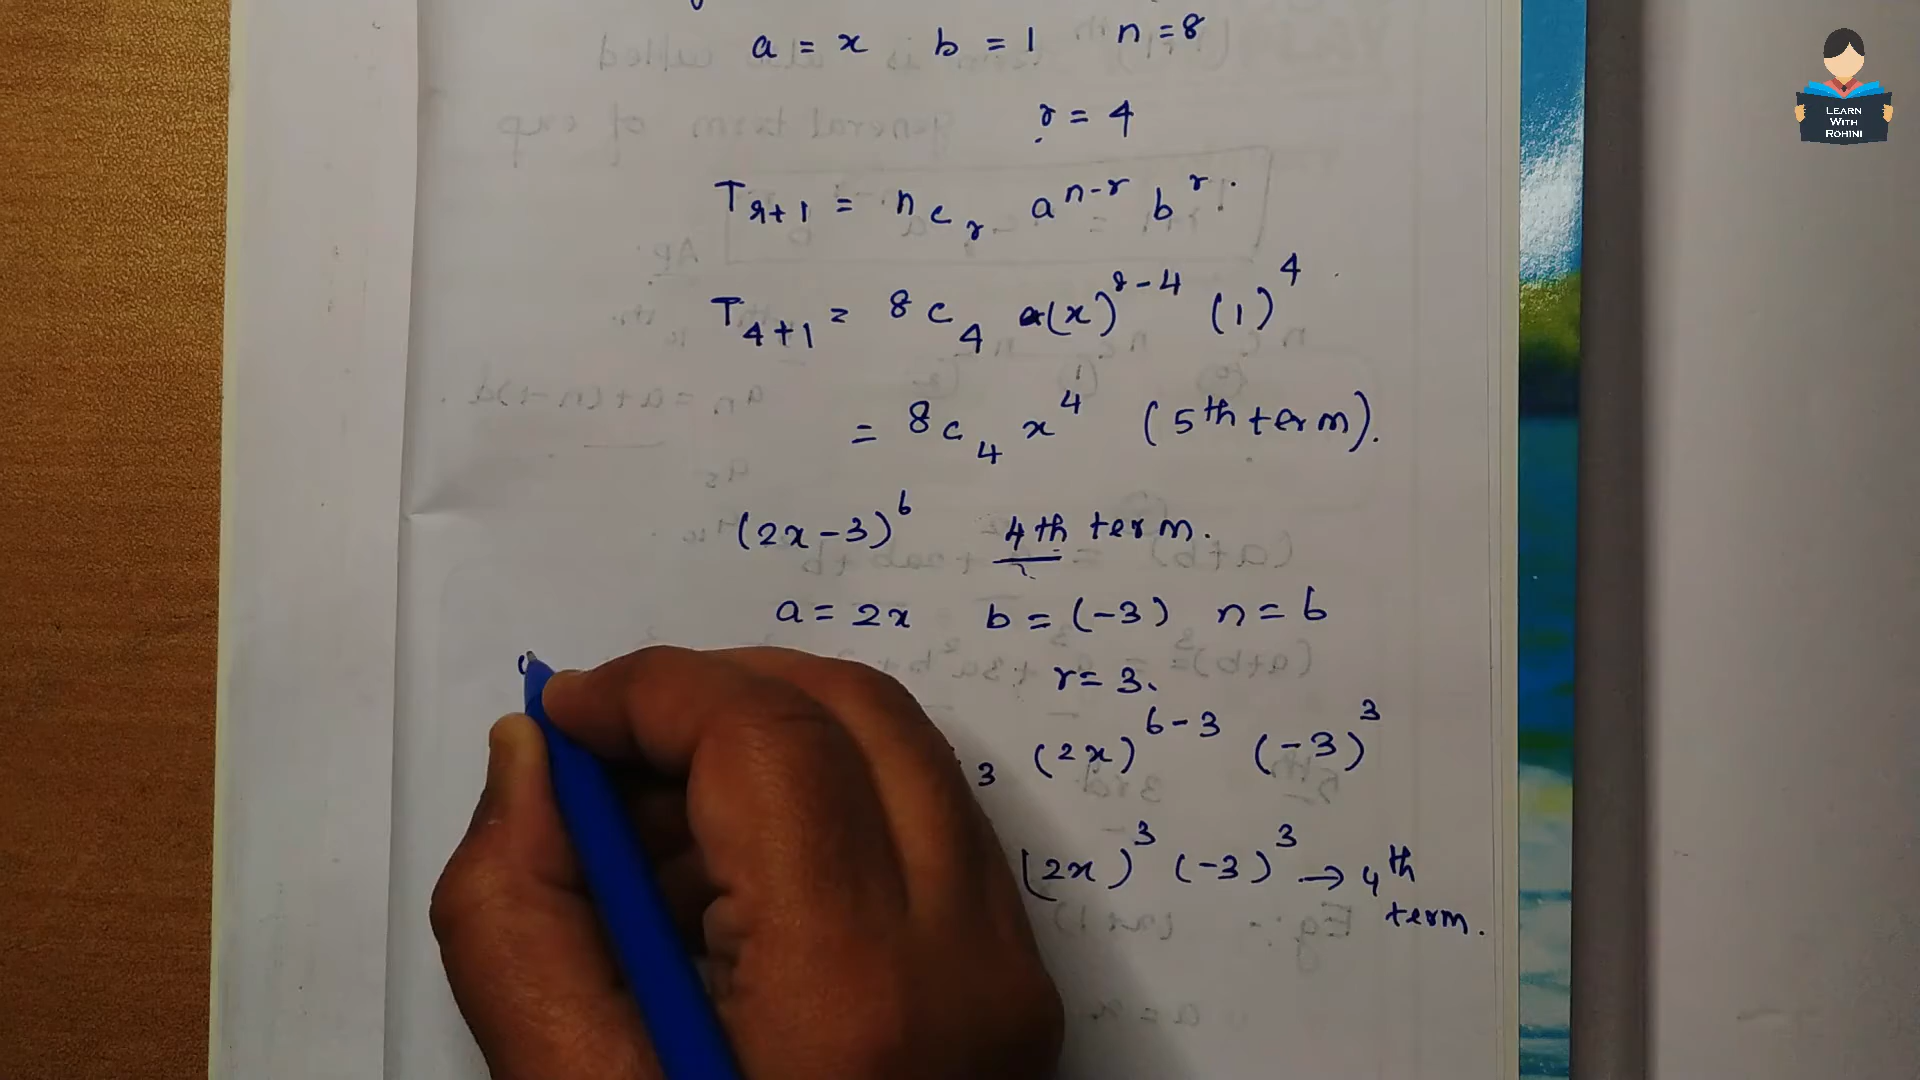 a = x b = 1 n = 8
r = 4
T r+1 = n c r a n-r b r .
T 4+1 = 8 c 4 (x) 8-4 (1) 4
= 8 c 4 x 4 (5th term).
(2x-3) 6 4th term.
a = 2x b = (-3) n = 6
r = 3.
3 (2x) 6-3 (-3) 3
(2x) 3 (-3) 3 → 4th
term.
LEARN
WITH
ROHINI